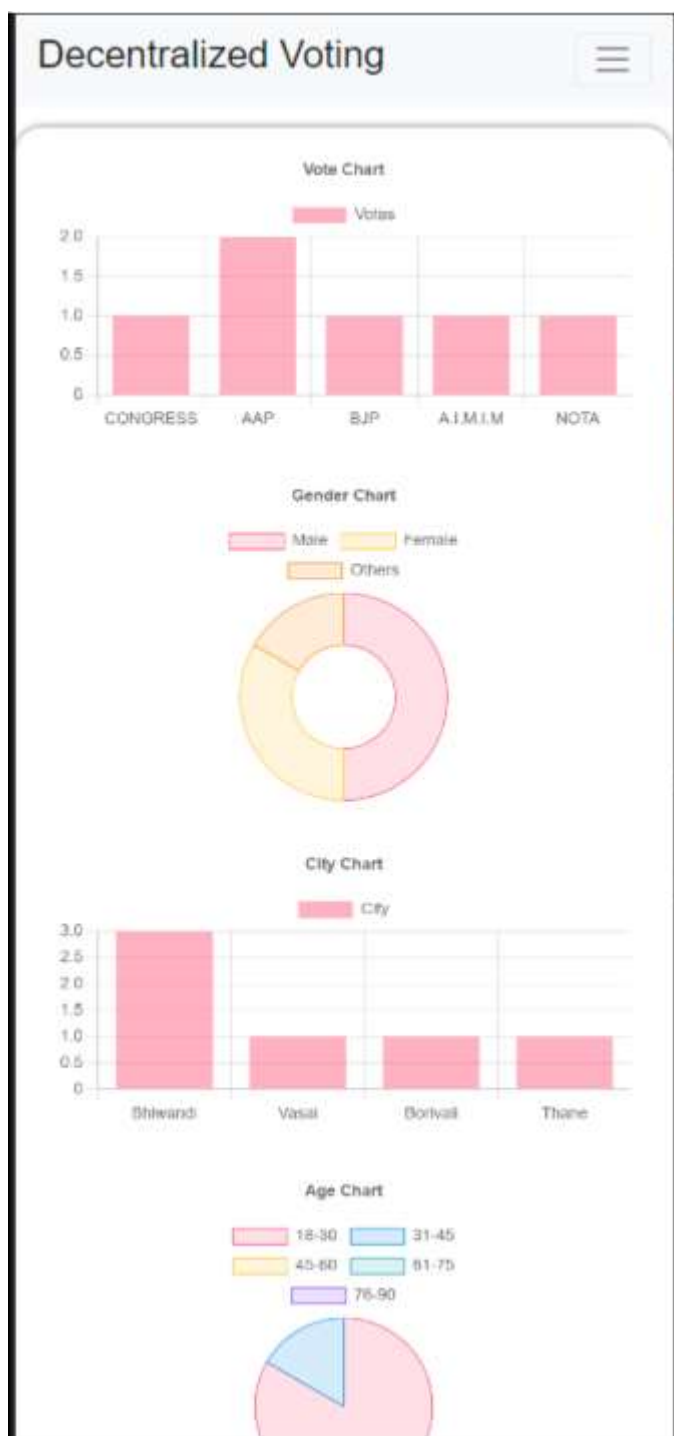 Decentralized Voting
Vote Chart
Votes
2.0
1.5
1.0
0.5
0
CONGRESS AAP BJP A.I.M.I.M NOTA
Gender Chart
Male Female
Others
City Chart
City
3.0
2.5
2.0
1.5
1.0
0.5
0
Bhiwandi Vasai Borivali Thane
Age Chart
18-30 31-45
45-60 61-75
76-90